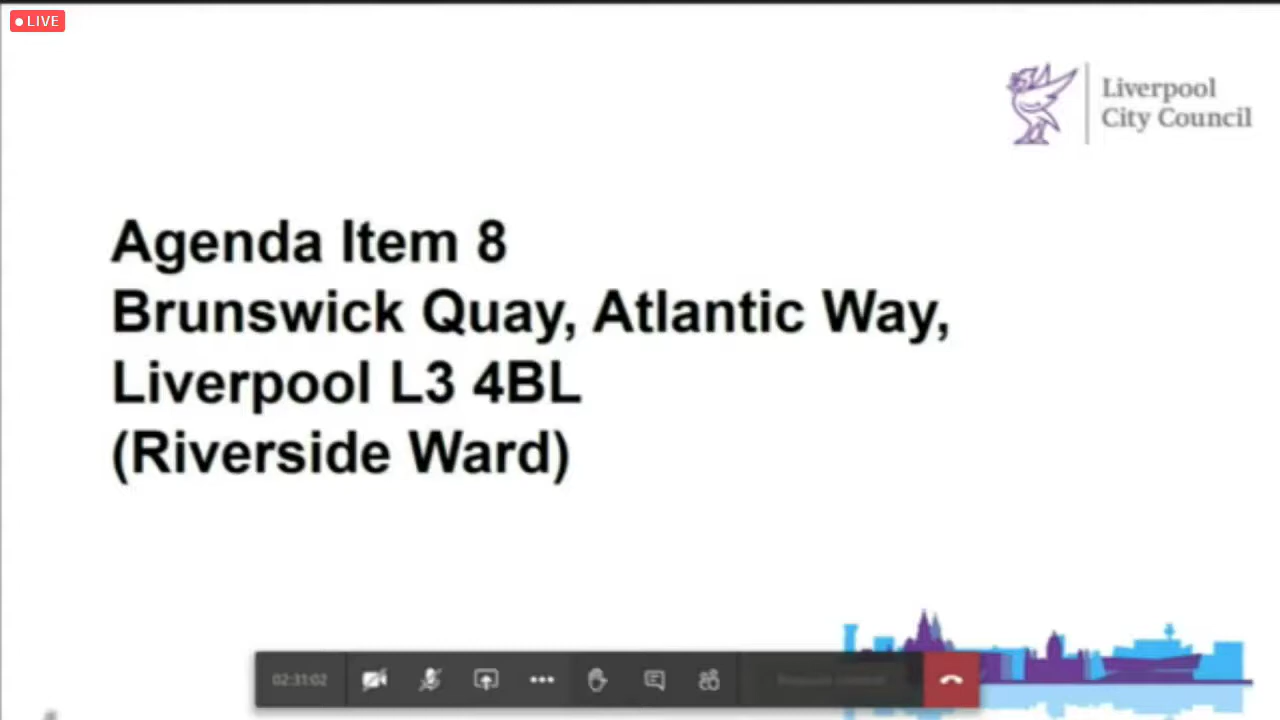 LIVE
Liverpool
City Council
Agenda Item 8
Brunswick Quay, Atlantic Way,
Liverpool L3 4BL
(Riverside Ward)
02:31:02